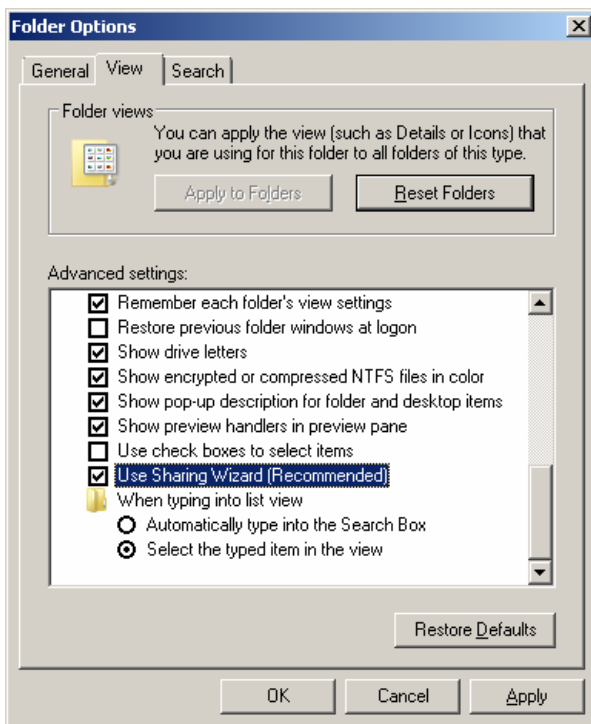 Folder Options
General View Search
Folder views
You can apply the view (such as Details or Icons) that
you are using for this folder to all folders of this type.
Apply to Folders Reset Folders
Advanced settings:
Remember each folder's view settings
Restore previous folder windows at logon
Show drive letters
Show encrypted or compressed NTFS files in color
Show pop-up description for folder and desktop items
Show preview handlers in preview pane
Use check boxes to select items
Use Sharing Wizard (Recommended)
When typing into list view
Automatically type into the Search Box
Select the typed item in the view
Restore Defaults
OK Cancel Apply